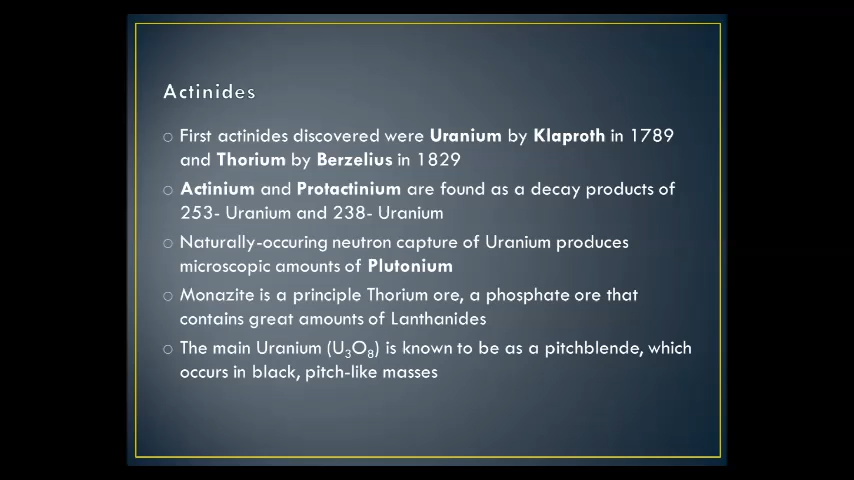 Actinides
○ First actinides discovered were Uranium by Klaproth in 1789
and Thorium by Berzelius in 1829
○ Actinium and Protactinium are found as a decay products of
253- Uranium and 238- Uranium
○ Naturally-occuring neutron capture of Uranium produces
microscopic amounts of Plutonium
○ Monazite is a principle Thorium ore, a phosphate ore that
contains great amounts of Lanthanides
○ The main Uranium (U₃O₈) is known to be as a pitchblende, which
occurs in black, pitch-like masses